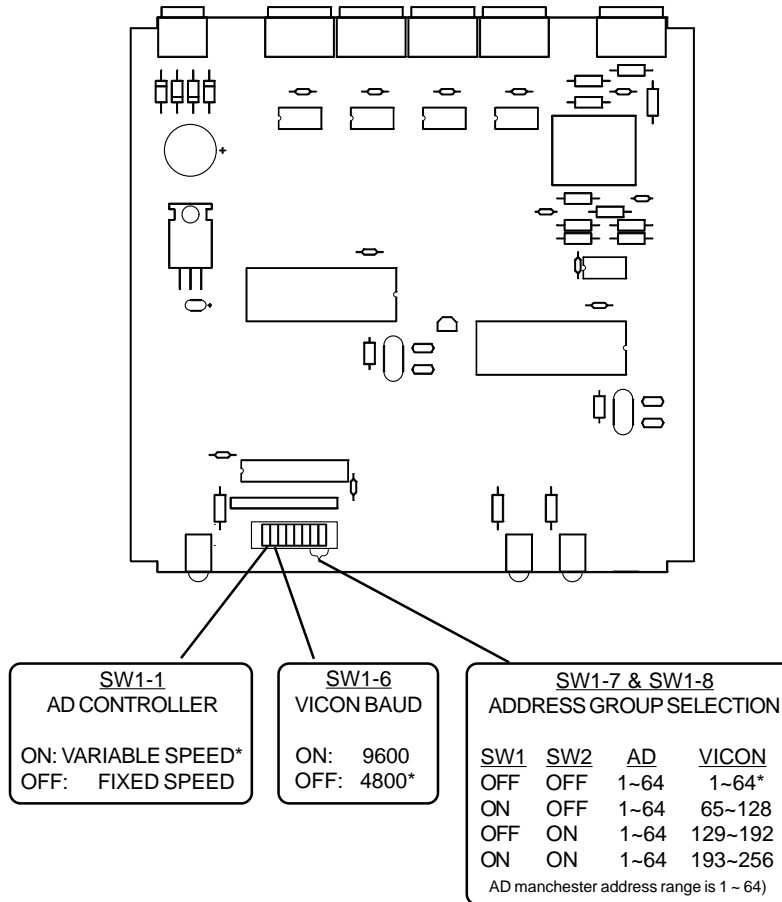 SW1-1
AD CONTROLLER
ON: VARIABLE SPEED*
OFF: FIXED SPEED
SW1-6
VICON BAUD
ON: 9600
OFF: 4800*
SW1-7 & SW1-8
ADDRESS GROUP SELECTION
SW1 SW2 AD VICON
OFF OFF 1~64 1~64*
ON OFF 1~64 65~128
OFF ON 1~64 129~192
ON ON 1~64 193~256
AD manchester address range is 1 ~ 64)